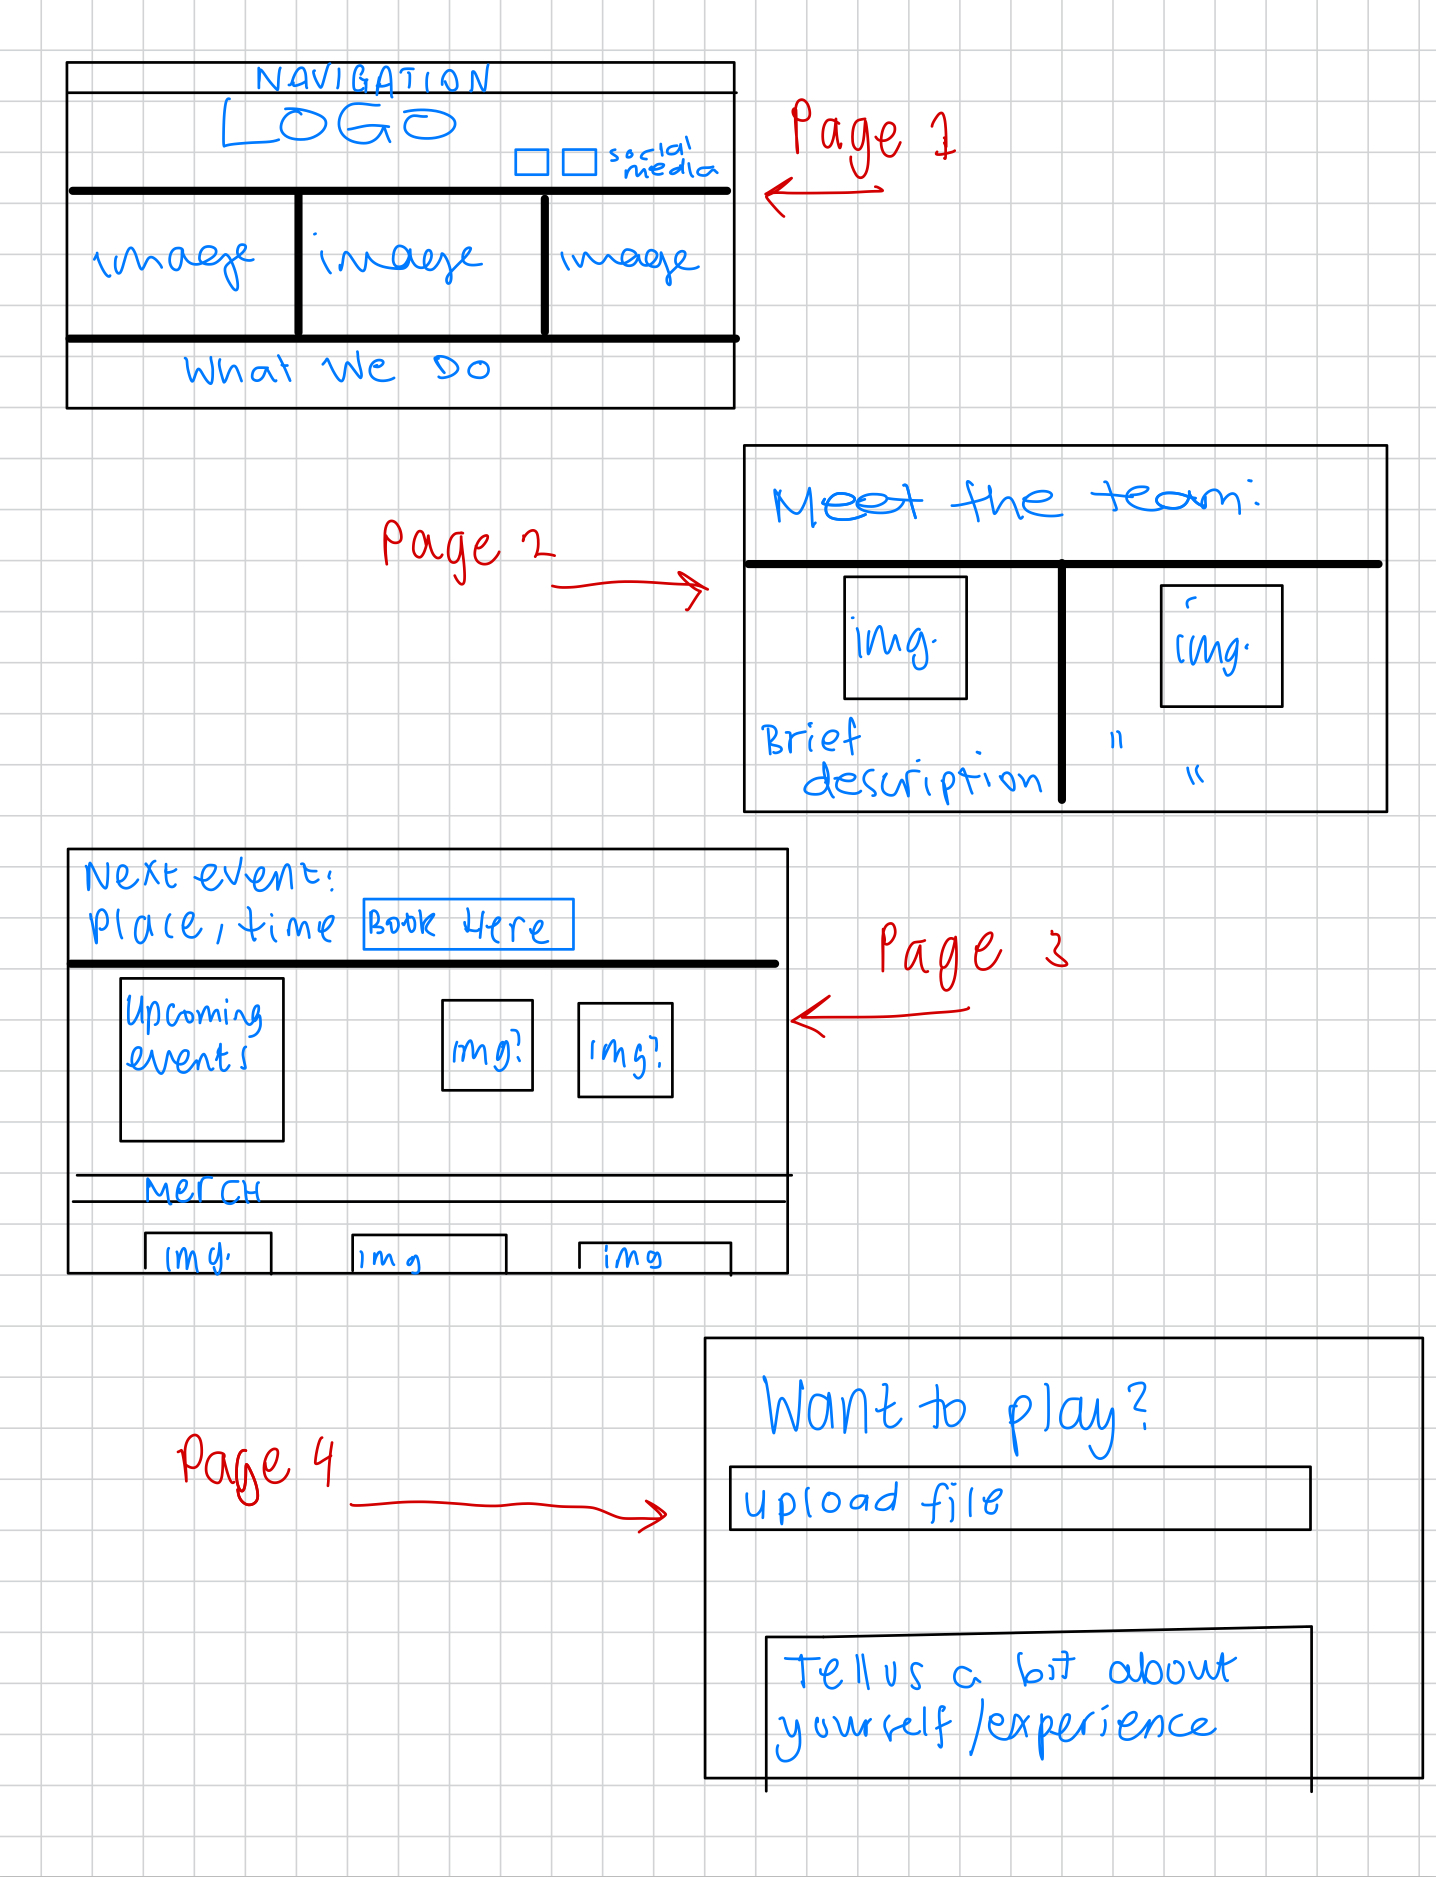 NAVIGATION
LOGO
social
media
Page 1
image image image
What We Do
Meet the team:
Page 2
img. img.
Brief "
description "
Next event:
Place, time Book Here
Page 3
Upcoming
events
img? img?
Merch
img. img img
Want to play?
Page 4
upload file
Tell us a bit about
yourself/experience